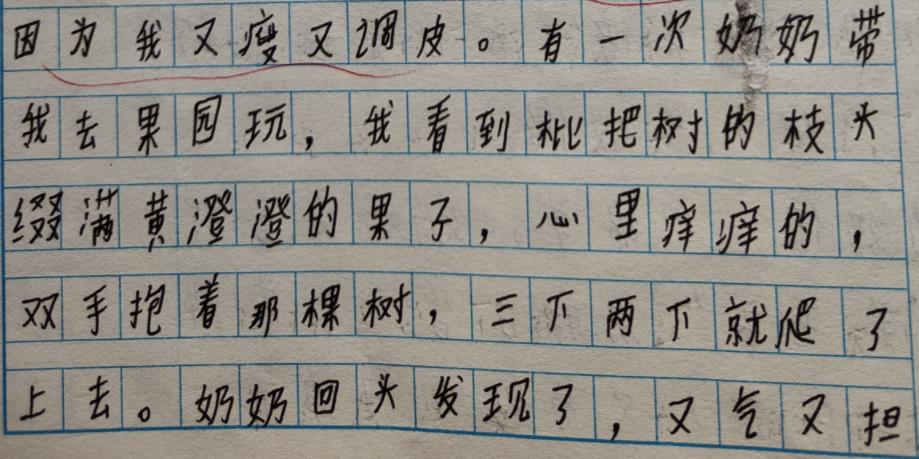 因为我又瘦又调皮。有一次奶奶带
我去果园玩，我看到枇把树的枝头
缀满黄澄澄的果子，心里痒痒的，
双手抱着那棵树，三下两下就爬了
上去。奶奶回头发现了，又气又担